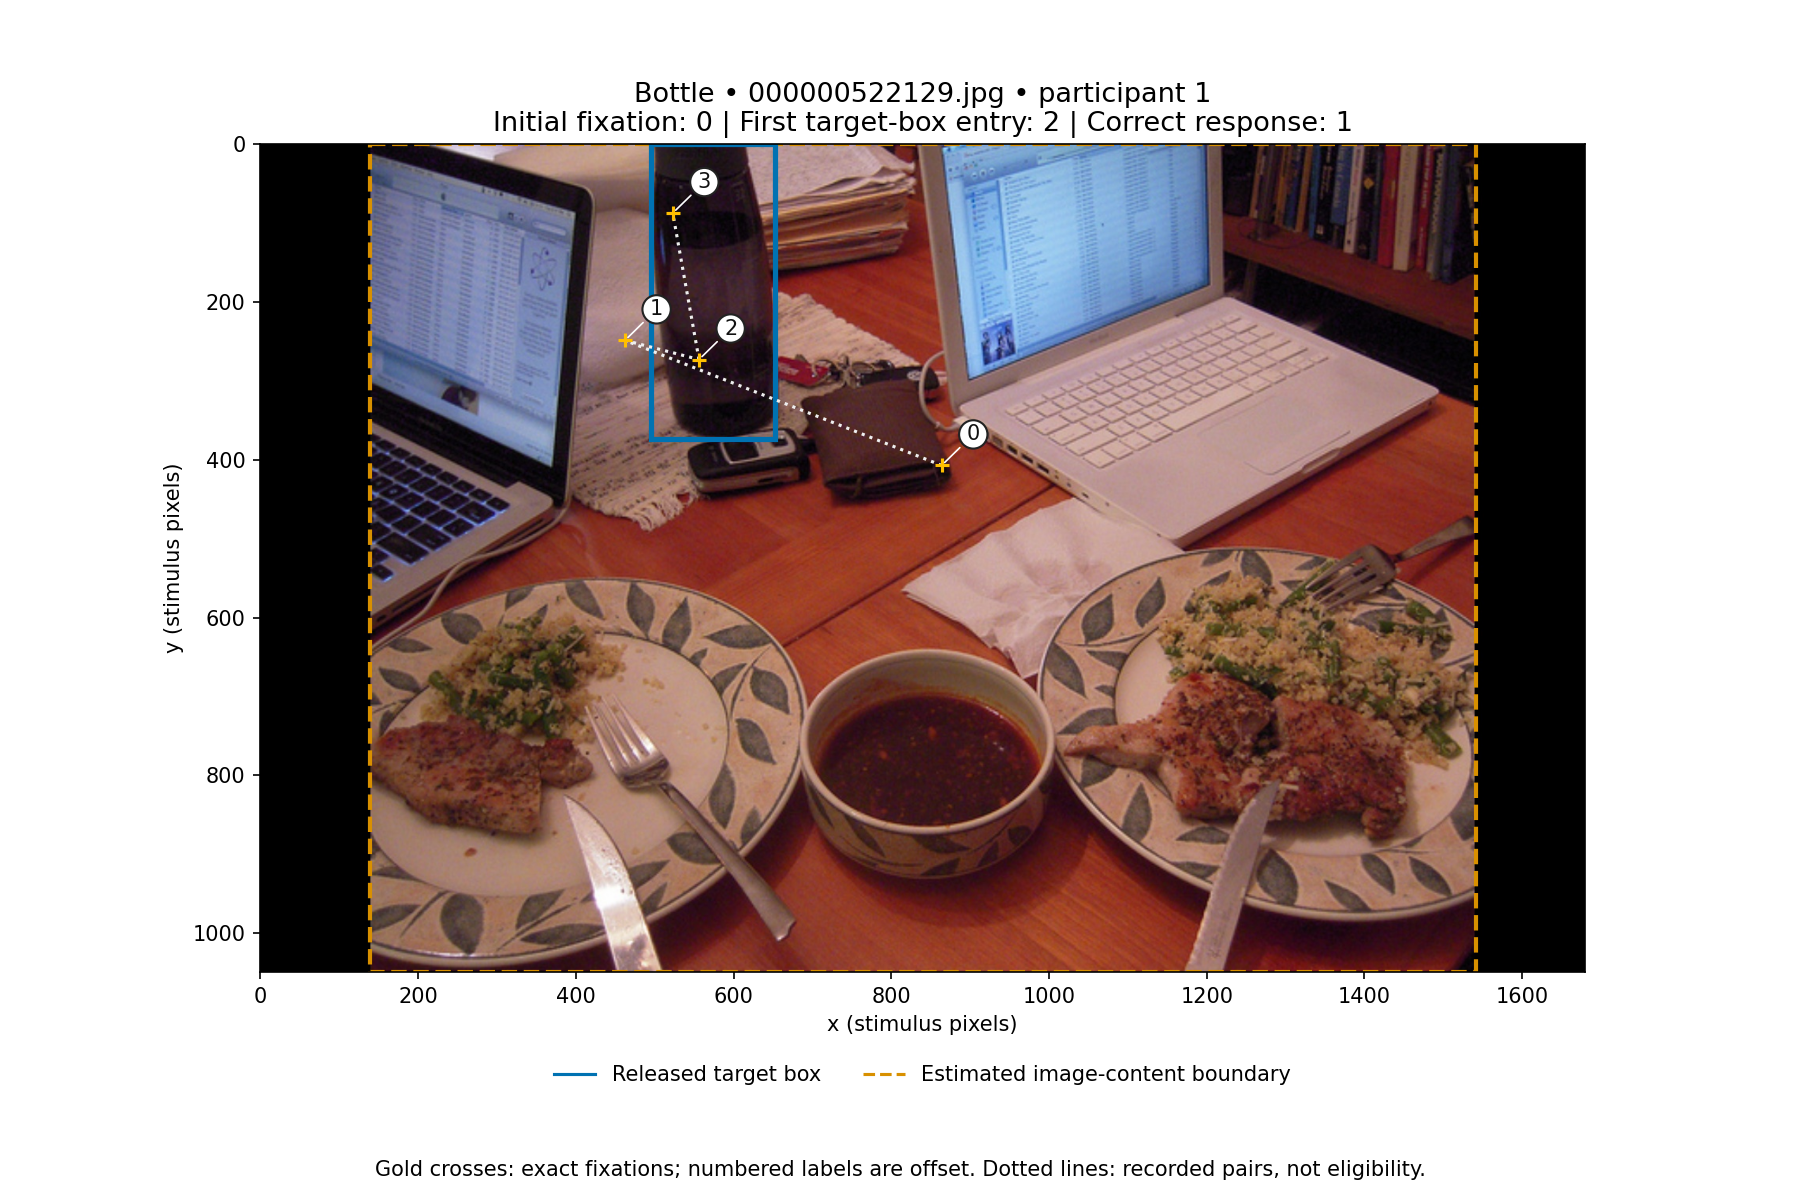 Bottle • 000000522129.jpg • participant 1
Initial fixation: 0 | First target-box entry: 2 | Correct response: 1
0
200
400
600
800
1000
y (stimulus pixels)
3
1
2
0
0 200 400 600 800 1000 1200 1400 1600
x (stimulus pixels)
Released target box
Estimated image-content boundary
Gold crosses: exact fixations; numbered labels are offset. Dotted lines: recorded pairs, not eligibility.